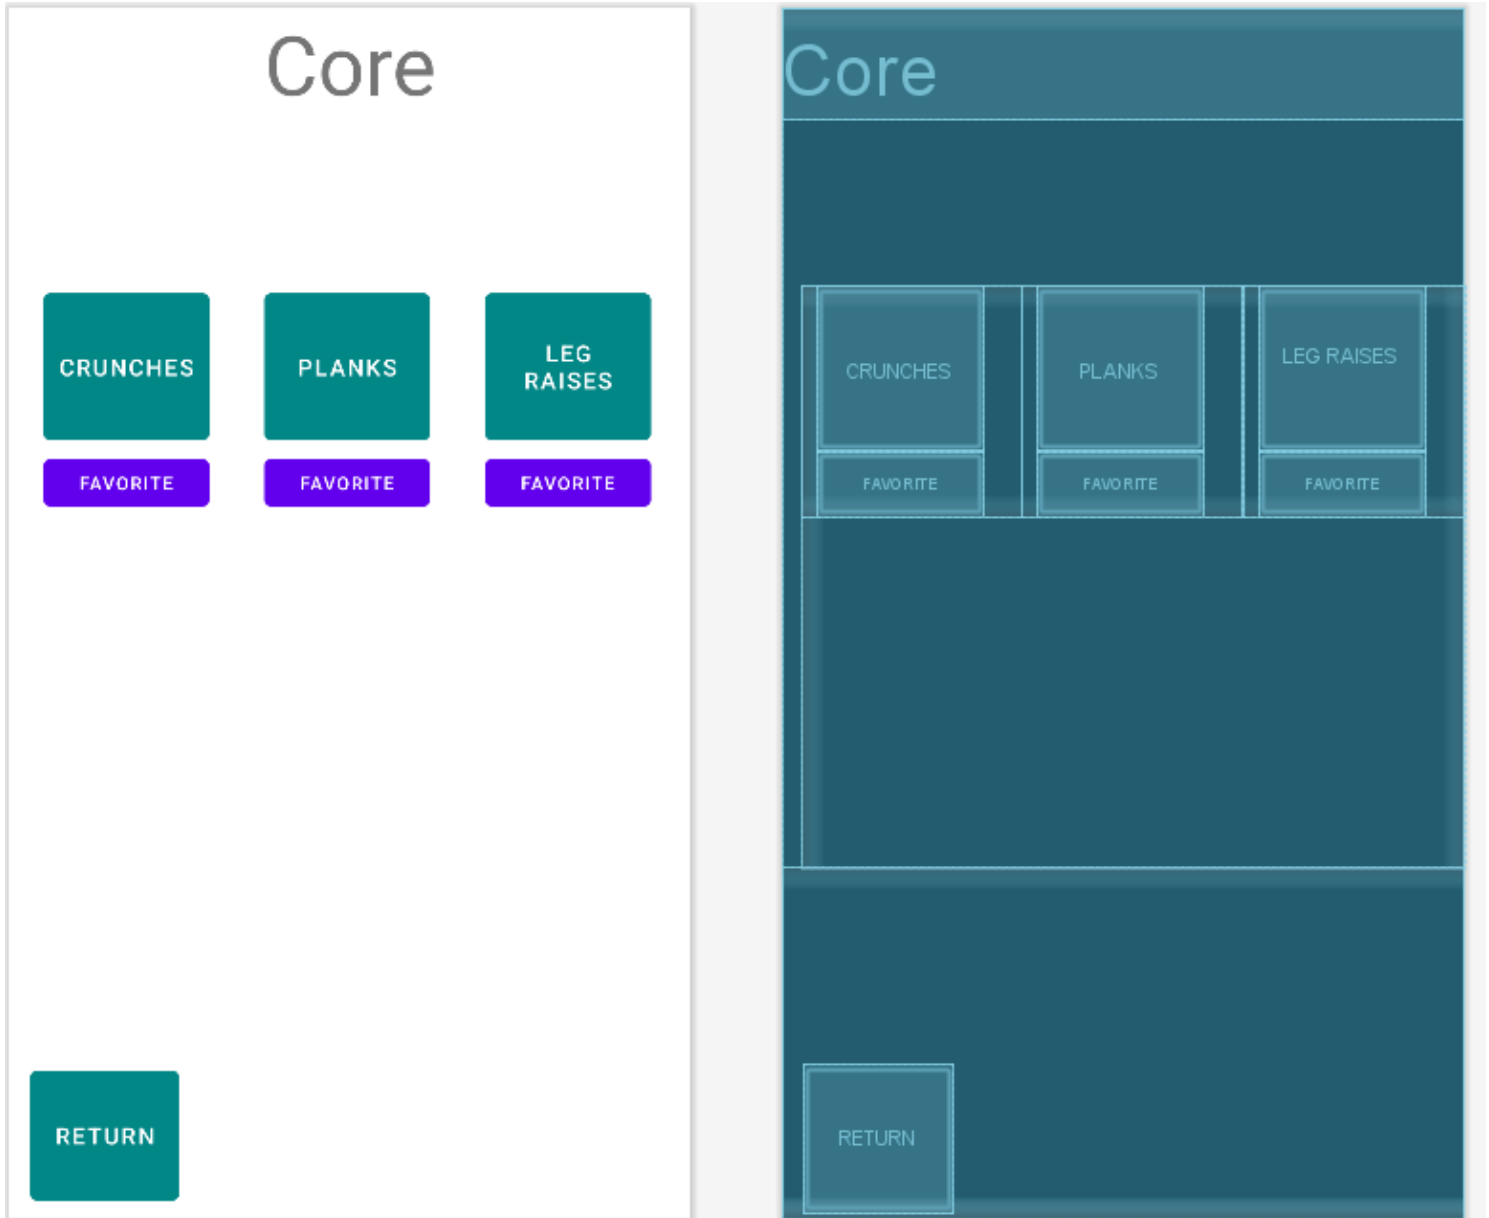 Core
CRUNCHES
PLANKS
LEG
RAISES
FAVORITE
FAVORITE
FAVORITE
RETURN
Core
CRUNCHES
PLANKS
LEG RAISES
FAVORITE
FAVORITE
FAVORITE
RETURN